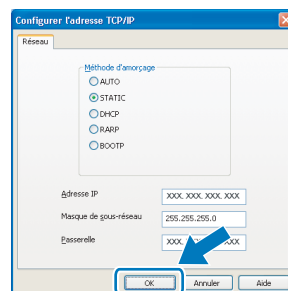 Configurer l'adresse TCP/IP
Réseau
Méthode d'amorçage
AUTO
STATIC
DHCP
RARP
BOOTP
Adresse IP XXX. XXX. XXX. XXX
Masque de sous-réseau 255.255.255.0
Passerelle XXX. XX
OK Annuler Aide